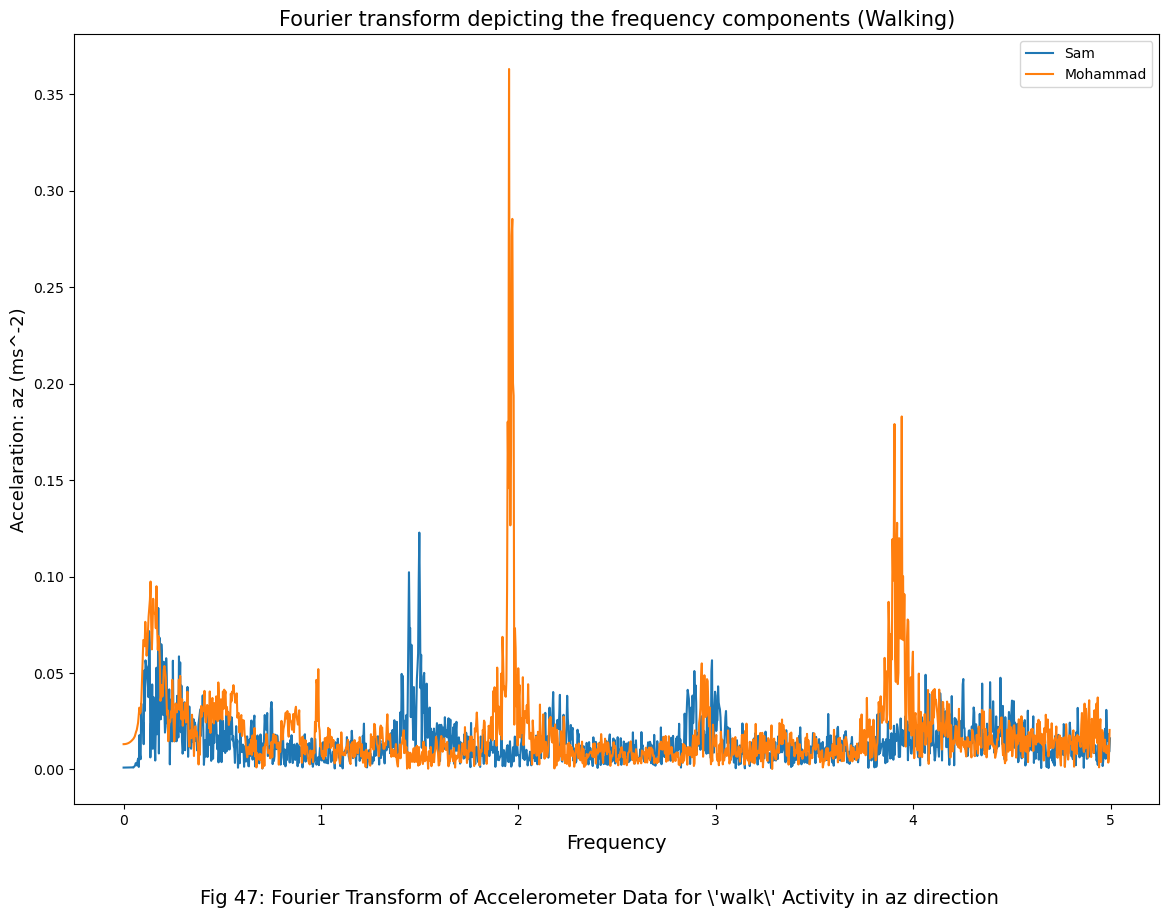 Fourier transform depicting the frequency components (Walking)
Sam
Mohammad
Accelaration: az (ms^-2)
0.35
0.30
0.25
0.20
0.15
0.10
0.05
0.00
0 1 2 3 4 5
Frequency
Fig 47: Fourier Transform of Accelerometer Data for \'walk\' Activity in az direction